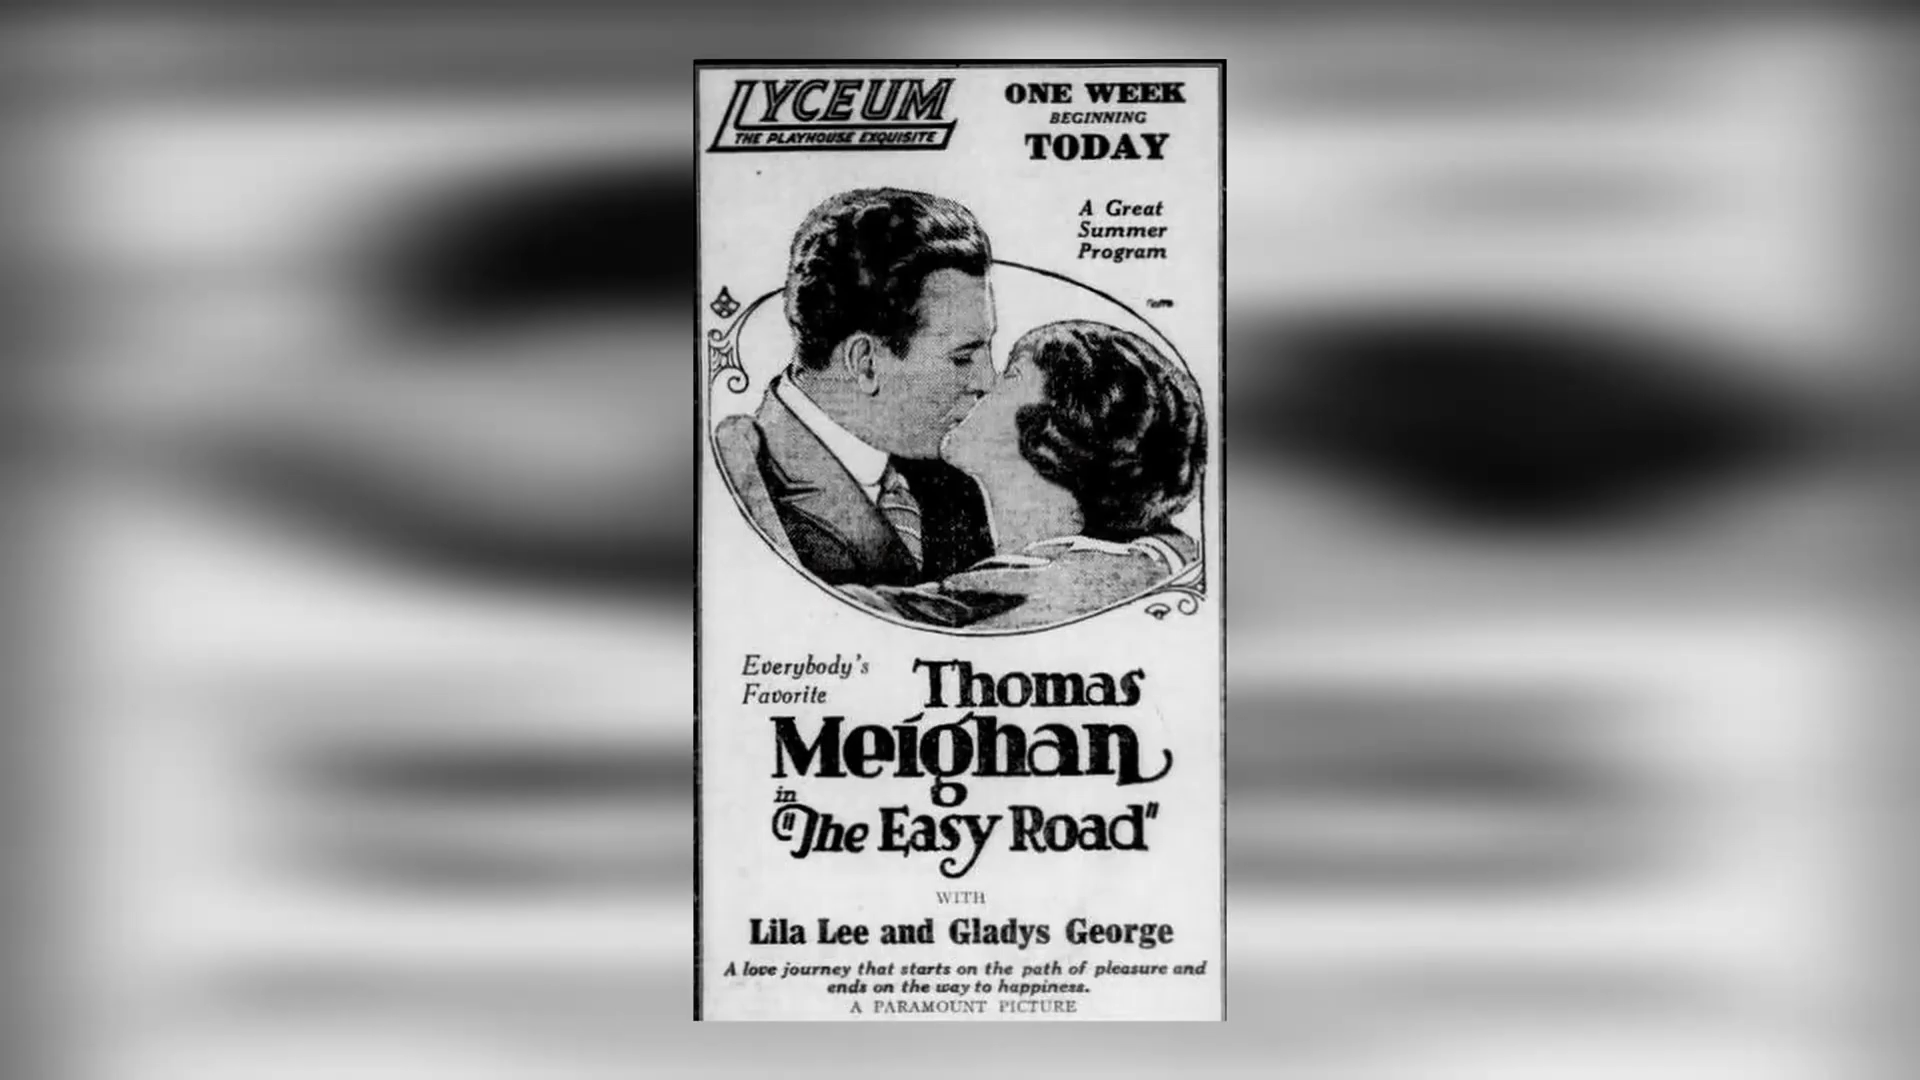 LYCEUM
THE PLAYHOUSE EXQUISITE
ONE WEEK
BEGINNING
TODAY
A Great
Summer
Program
Everybody's
Favorite
Thomas
Meighan
in
"The Easy Road"
WITH
Lila Lee and Gladys George
A love journey that starts on the path of pleasure and
ends on the way to happiness.
A PARAMOUNT PICTURE